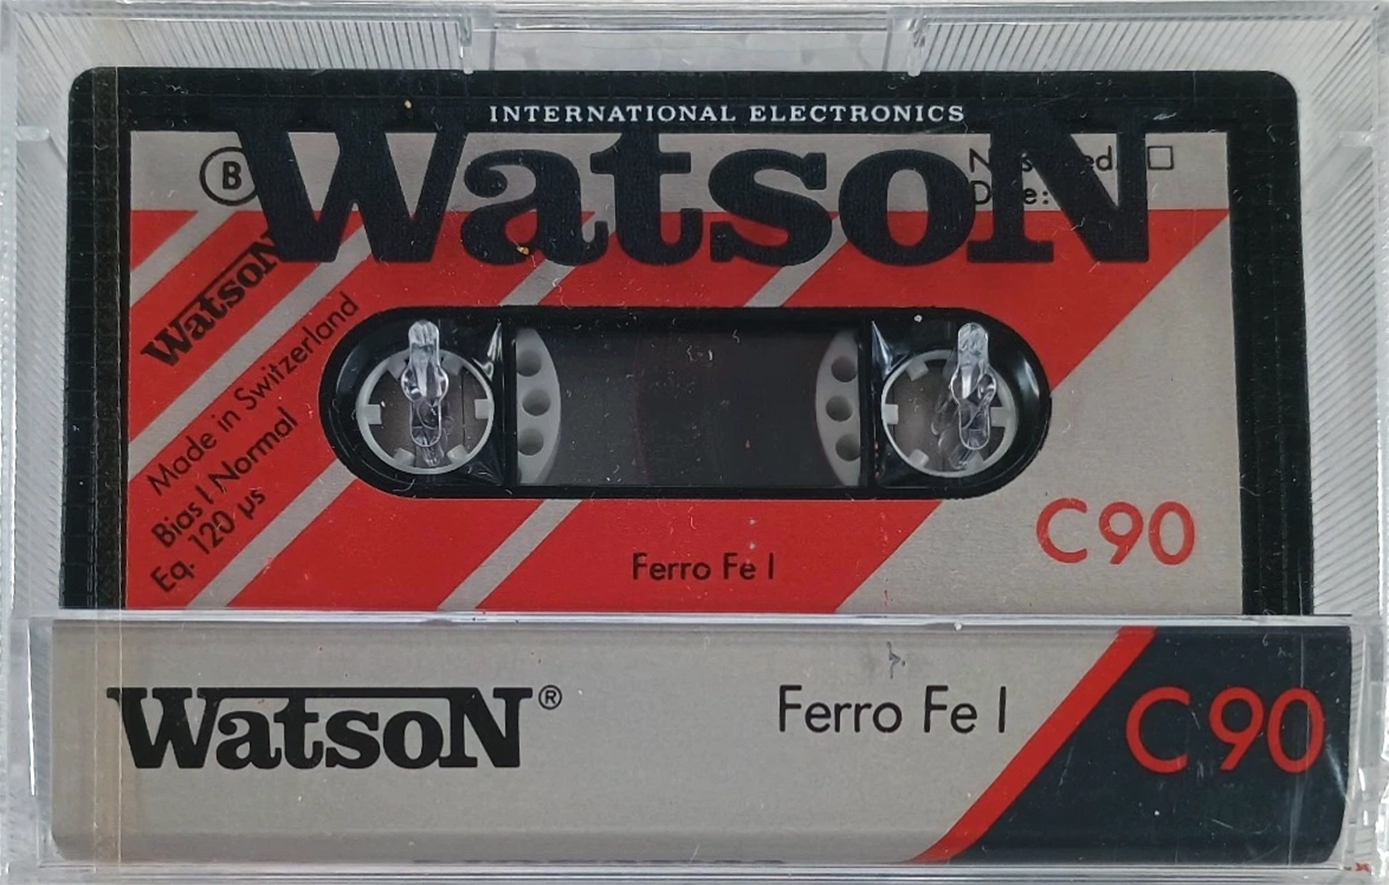 INTERNATIONAL ELECTRONICS
WatsoN
B
Date:
WatsoN
Made in Switzerland
Bias I Normal
Eq. 120 µs
C90
Ferro Fe I
WatsoN®
Ferro Fe I
C90